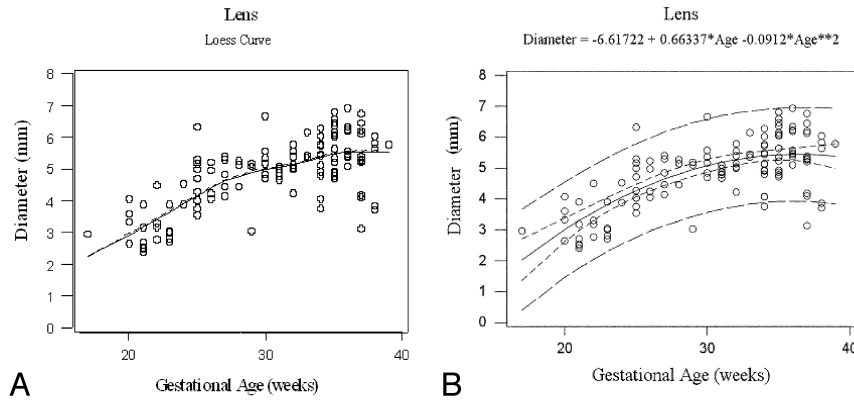 Lens
Loess Curve
8
7
6
5
4
3
2
1
0
Diameter (mm)
20
30
40
Gestational Age (weeks)
A
Lens
Diameter = -6.61722 + 0.66337*Age -0.0912*Age**2
8
7
6
5
4
3
2
1
0
Diameter (mm)
20
30
40
Gestational Age (weeks)
B